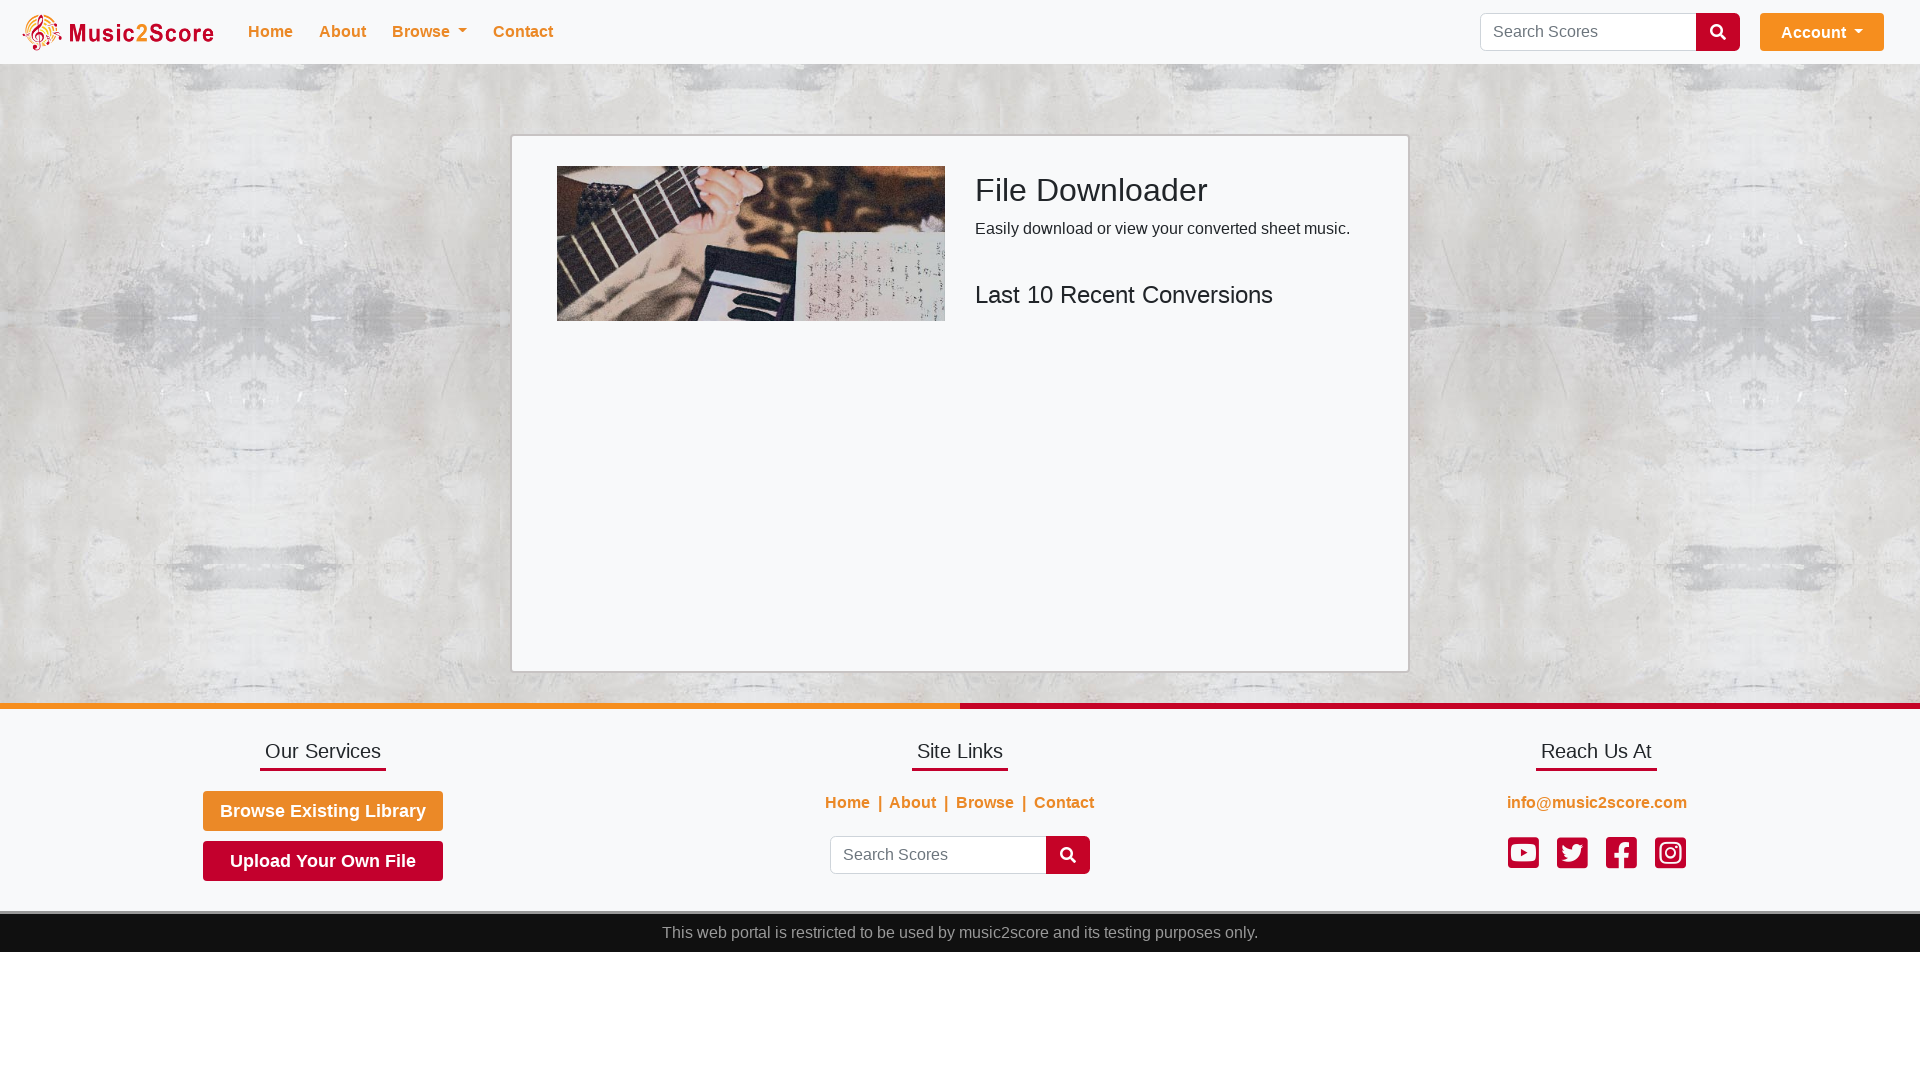 Music2Score
Home
About
Browse
Contact
Search Scores
Account
File Downloader
Easily download or view your converted sheet music.
Last 10 Recent Conversions
Our Services
Browse Existing Library
Upload Your Own File
Site Links
Home | About | Browse | Contact
Search Scores
Reach Us At
info@music2score.com
This web portal is restricted to be used by music2score and its testing purposes only.